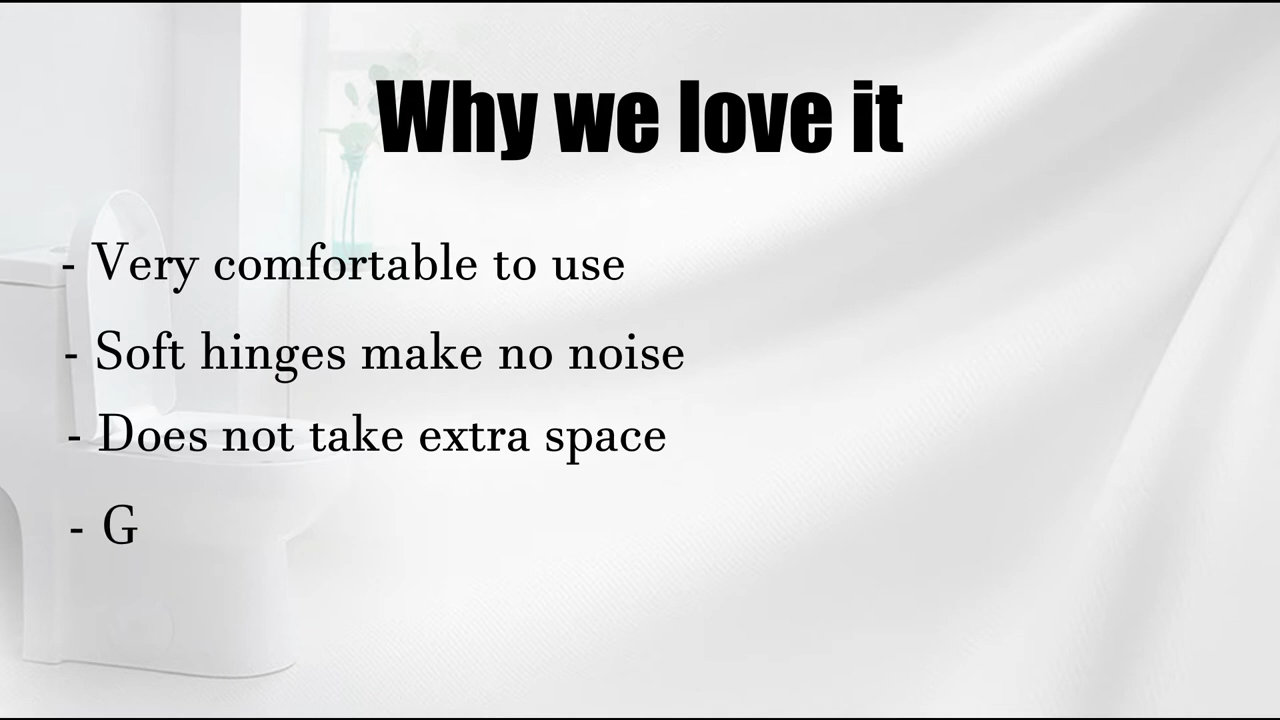 Why we love it
- Very comfortable to use
- Soft hinges make no noise
- Does not take extra space
- G